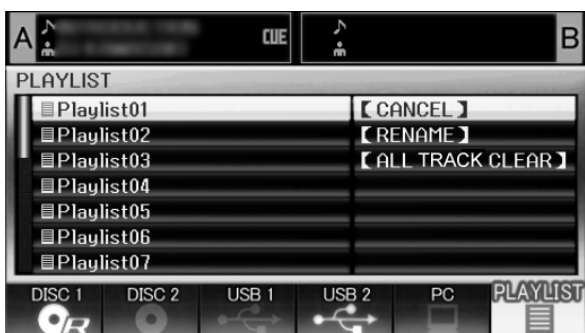 A CUE B
PLAYLIST
Playlist01 【CANCEL】
Playlist02 【RENAME】
Playlist03 【ALL TRACK CLEAR】
Playlist04
Playlist05
Playlist06
Playlist07
DISC 1 DISC 2 USB 1 USB 2 PC PLAYLIST
R